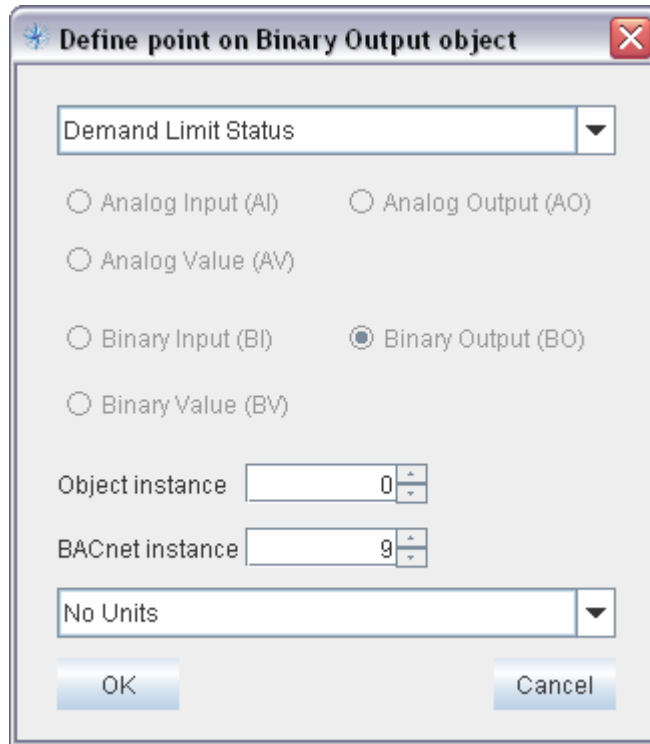 Define point on Binary Output object
Demand Limit Status
Analog Input (AI) Analog Output (AO)
Analog Value (AV)
Binary Input (BI) Binary Output (BO)
Binary Value (BV)
Object instance 0
BACnet instance 9
No Units
OK Cancel